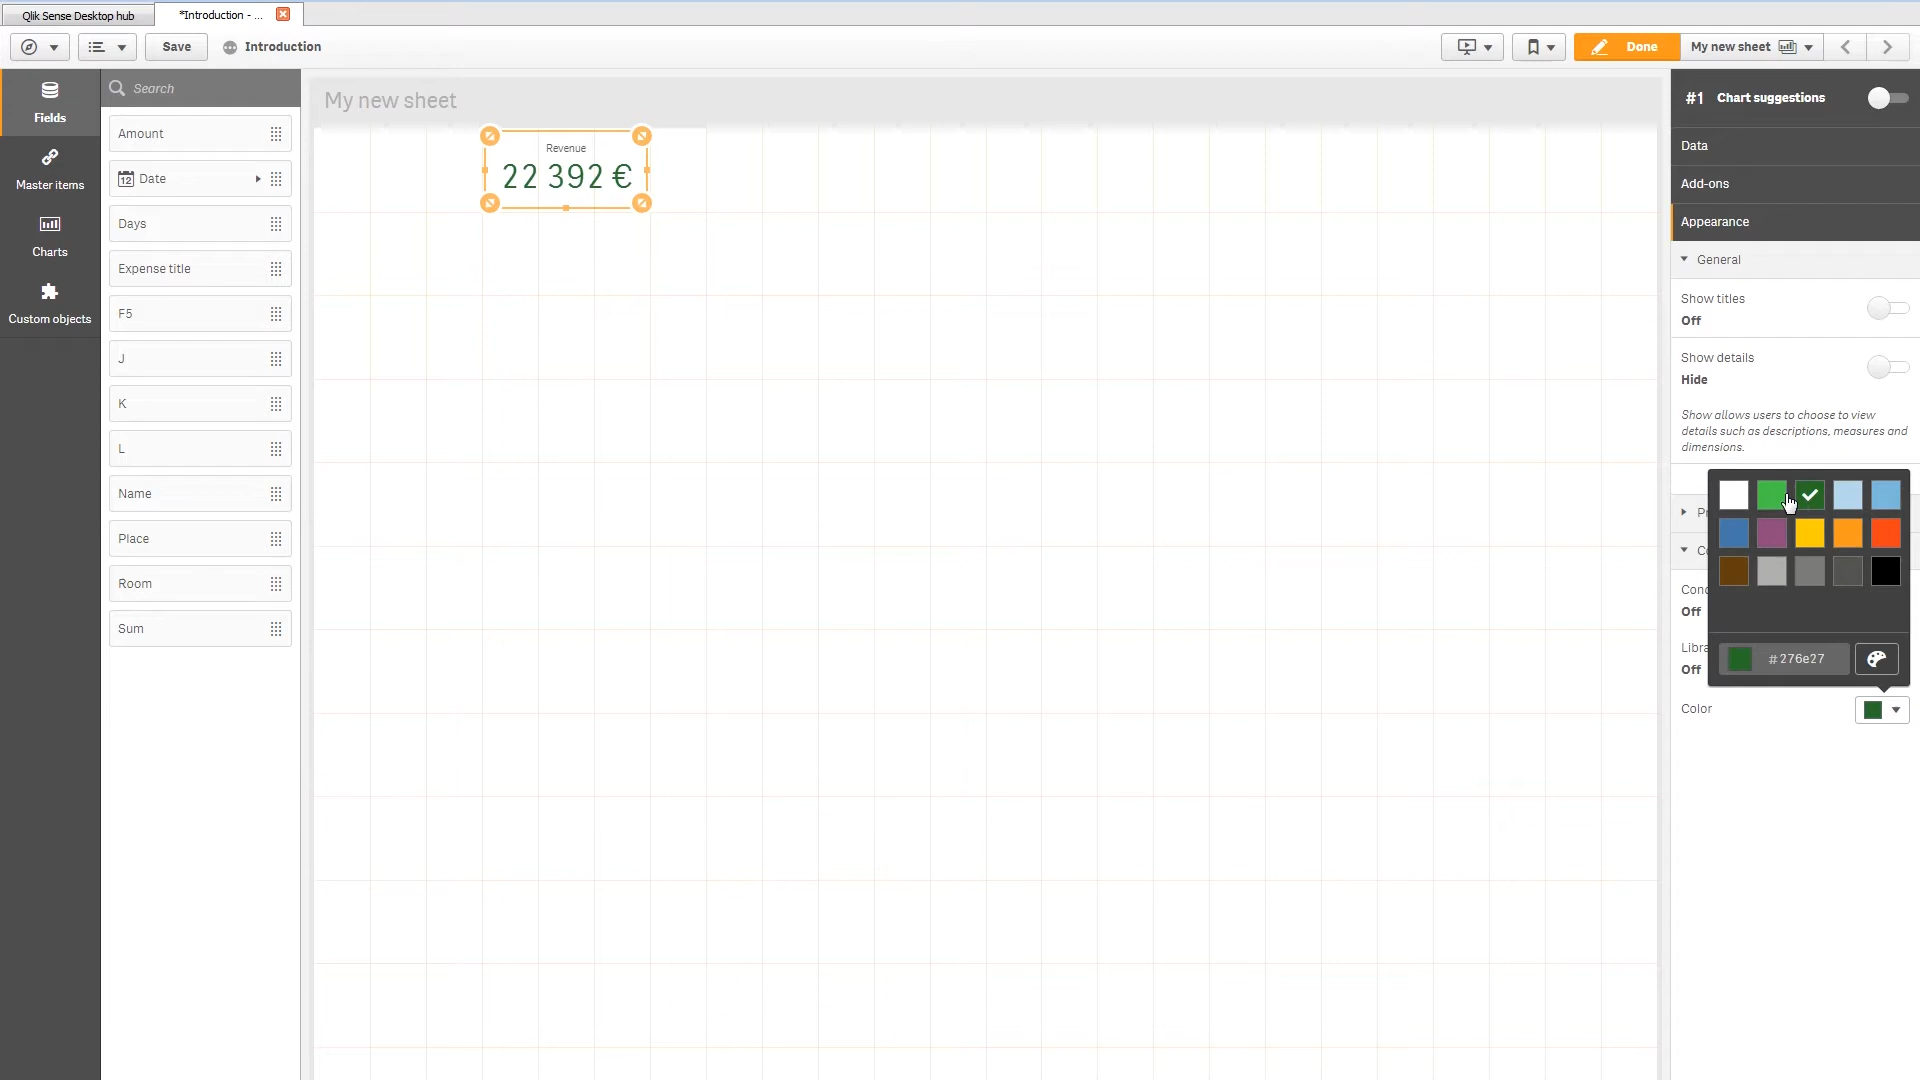 Qlik Sense Desktop hub
*Introduction - ...
Save
Introduction
Done
My new sheet
Fields
Master items
Charts
Custom objects
Search
Amount
12 Date
Days
Expense title
F5
J
K
L
Name
Place
Room
Sum
My new sheet
Revenue
22 392 €
#1 Chart suggestions
Data
Add-ons
Appearance
General
Show titles
Off
Show details
Hide
Show allows users to choose to view
details such as descriptions, measures and
dimensions.
Off
Off
#276e27
Color